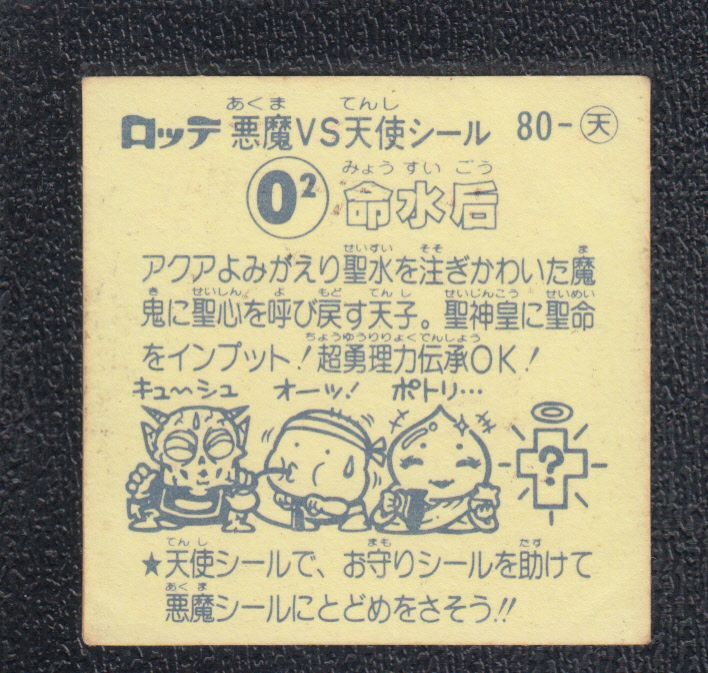 ロッテ 悪魔VS天使シール 80-天
あくま てんし
O² 命水后
みょうすいごう
アクアよみがえり聖水を注ぎかわいた魔
せいすい そそ ま
鬼に聖心を呼び戻す天子。聖神皇に聖命
き せいしん よ もど てんし せいじんこう せいめい
をインプット!超勇理力伝承OK!
ちょうゆうりりょくでんしょう
キューシュ オーッ! ポトリ…
?
★天使シールで、お守りシールを助けて
てんし まも たす
悪魔シールにとどめをさそう!!
あくま